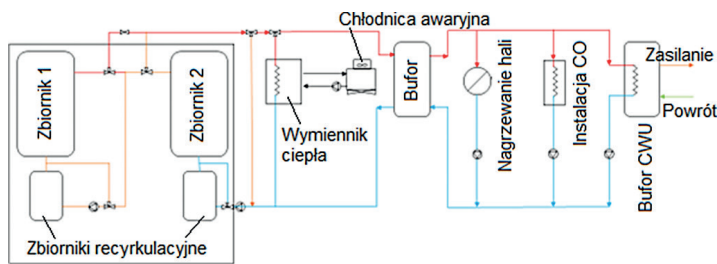 Chłodnica awaryjna
Zbiornik 1
Zbiornik 2
Wymiennik
ciepła
Bufor
Nagrzewanie hali
Instalacja CO
Bufor CWU
Zasilanie
Powrót
Zbiorniki recyrkulacyjne